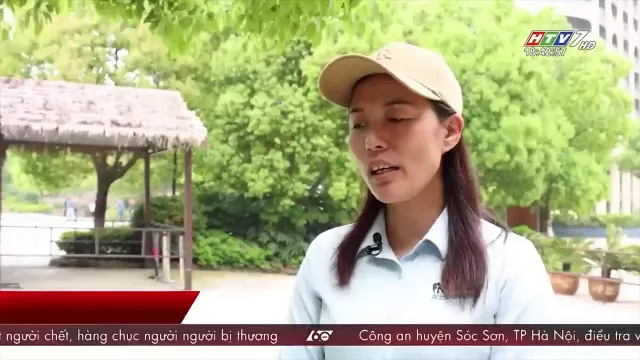 HTV7 HD
t người chết, hàng chục người người bị thương
Công an huyện Sóc Sơn, TP Hà Nội, điều tra v